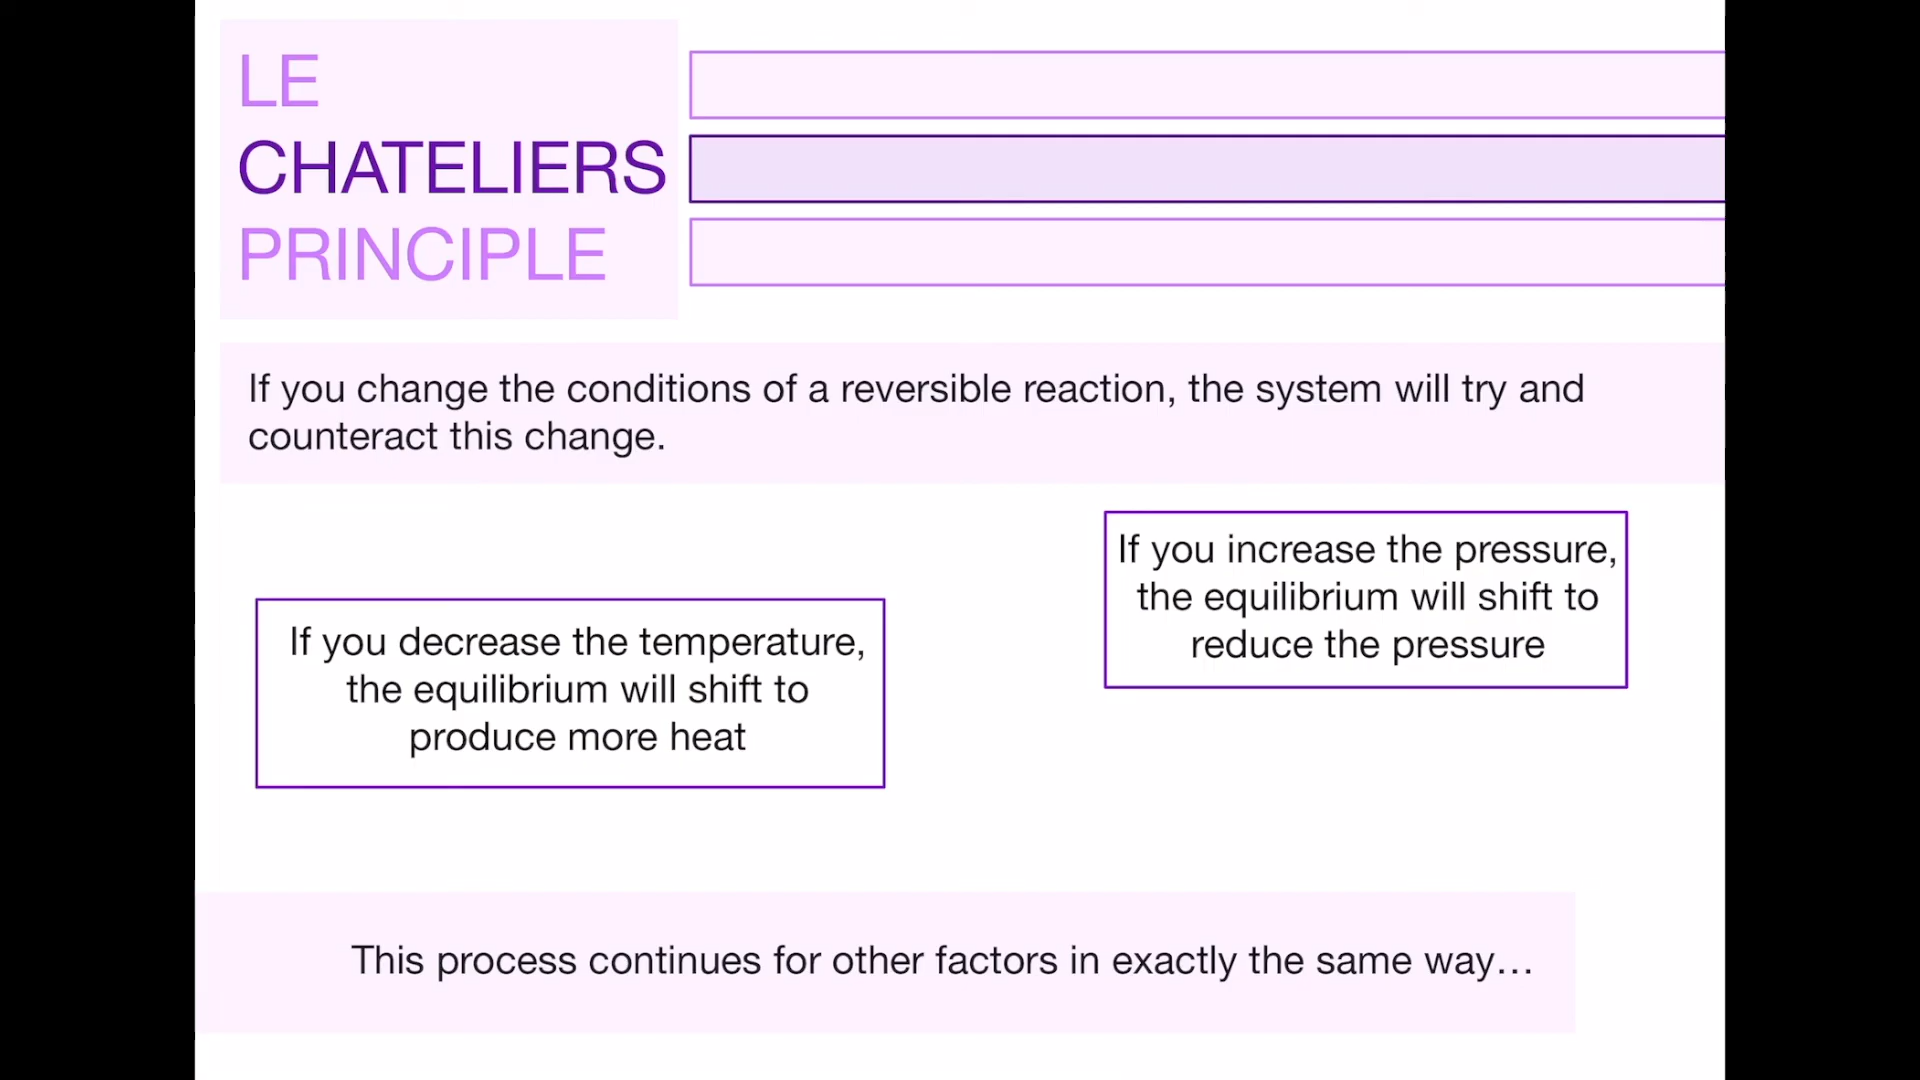 LE
CHATELIERS
PRINCIPLE
If you change the conditions of a reversible reaction, the system will try and
counteract this change.
If you increase the pressure,
the equilibrium will shift to
reduce the pressure
If you decrease the temperature,
the equilibrium will shift to
produce more heat
This process continues for other factors in exactly the same way...